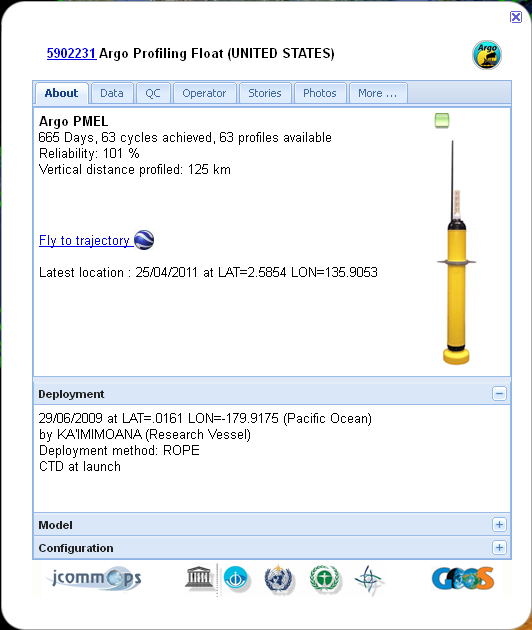 5902231 Argo Profiling Float (UNITED STATES)
Argo
About Data QC Operator Stories Photos More ...
Argo PMEL
665 Days, 63 cycles achieved, 63 profiles available
Reliability: 101 %
Vertical distance profiled: 125 km
Fly to trajectory
Latest location : 25/04/2011 at LAT=2.5854 LON=135.9053
Deployment
29/06/2009 at LAT=.0161 LON=-179.9175 (Pacific Ocean)
by KA'IMIMOANA (Research Vessel)
Deployment method: ROPE
CTD at launch
Model
Configuration
jcommOps
GOOS